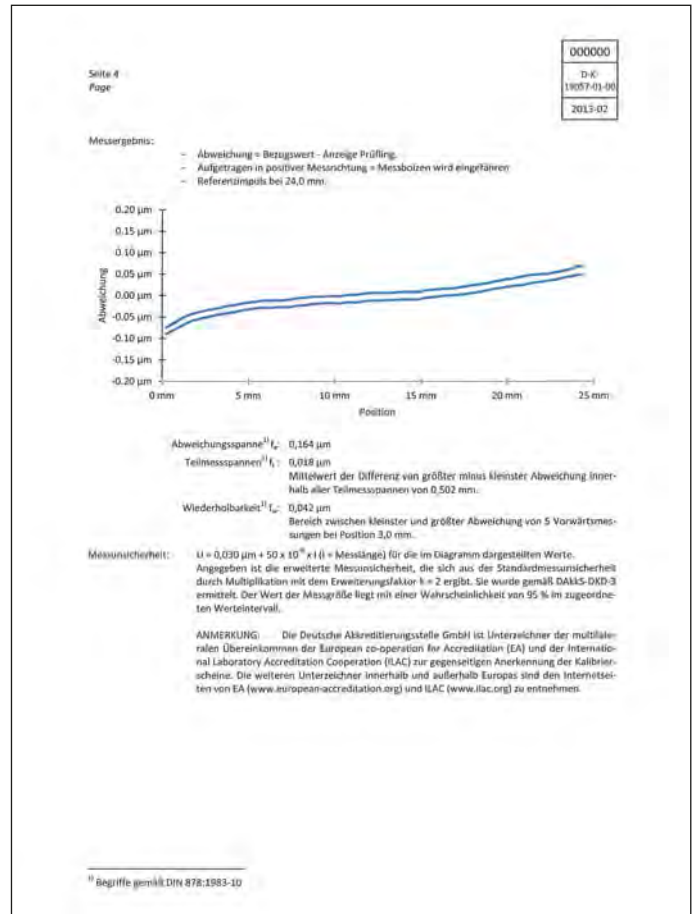 000000
Seite 4
Page
D-K-
19057-01-00
2013-02
Messergebnis:
– Abweichung = Bezugswert - Anzeige Prüfling.
– Aufgetragen in positiver Messrichtung = Messbolzen wird eingefahren
– Referenzimpuls bei 24,0 mm.
0.20 µm
0.15 µm
0.10 µm
0.05 µm
0.00 µm
-0.05 µm
-0.10 µm
-0.15 µm
-0.20 µm
Abweichung
0 mm 5 mm 10 mm 15 mm 20 mm 25 mm
Position
Abweichungsspanne¹⁾ fₑ: 0,164 µm
Teilmessspannen¹⁾ fₜ: 0,018 µm
Mittelwert der Differenz von größter minus kleinster Abweichung inner-
halb aller Teilmessspannen von 0,502 mm.
Wiederholbarkeit¹⁾ f: 0,042 µm
Bereich zwischen kleinster und größter Abweichung von 5 Vorwärtsmes-
sungen bei Position 3,0 mm.
Messunsicherheit: U = 0,030 µm + 50 x 10 x l (l = Messlänge) für die im Diagramm dargestellten Werte.
Angegeben ist die erweiterte Messunsicherheit, die sich aus der Standardmessunsicherheit
durch Multiplikation mit dem Erweiterungsfaktor k = 2 ergibt. Sie wurde gemäß DAkkS-DKD-3
ermittelt. Der Wert der Messgröße liegt mit einer Wahrscheinlichkeit von 95 % im zugeordne-
ten Werteintervall.
ANMERKUNG: Die Deutsche Akkreditierungsstelle GmbH ist Unterzeichner der multilate-
ralen Übereinkommen der European co-operation for Accreditation (EA) und der Internatio-
nal Laboratory Accreditation Cooperation (ILAC) zur gegenseitigen Anerkennung der Kalibrier-
scheine. Die weiteren Unterzeichner innerhalb und außerhalb Europas sind den Internetsei-
ten von EA (www.european-accreditation.org) und ILAC (www.ilac.org) zu entnehmen.
¹⁾ Begriffe gemäß DIN 878:1983-10